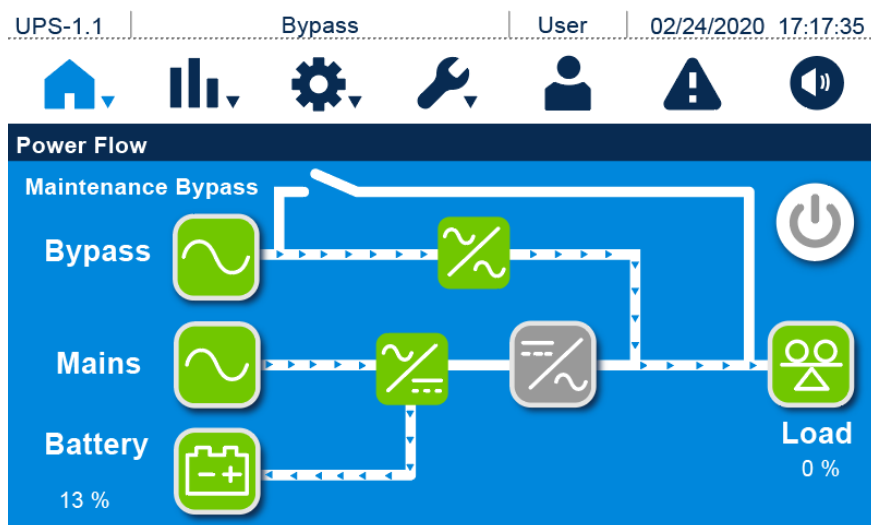 UPS-1.1 Bypass User 02/24/2020 17:17:35
Power Flow
Maintenance Bypass
Bypass
Mains
Battery
13 %
Load
0 %